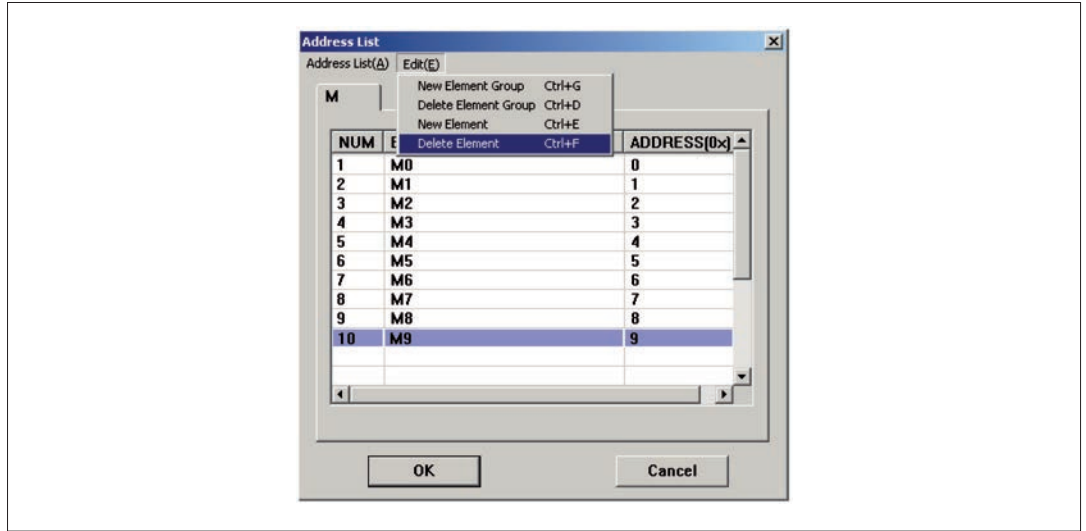 Address List
Address List(A) Edit(E)
New Element Group Ctrl+G
M
Delete Element Group Ctrl+D
New Element Ctrl+E
Delete Element Ctrl+F
NUM ADDRESS(0x)
1 M0 0
2 M1 1
3 M2 2
4 M3 3
5 M4 4
6 M5 5
7 M6 6
8 M7 7
9 M8 8
10 M9 9
OK Cancel